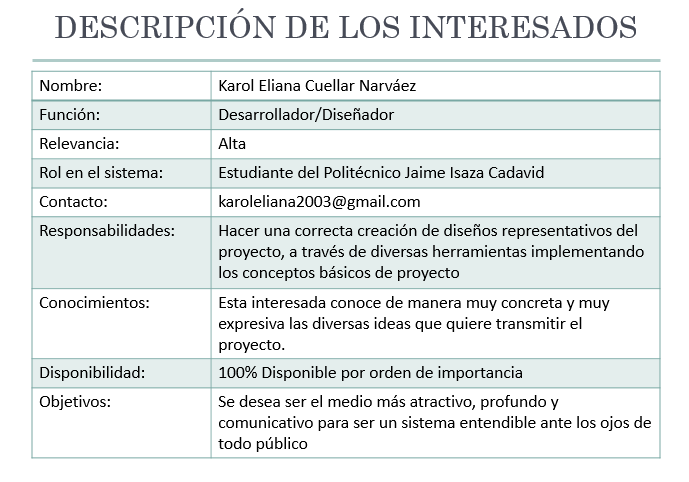 DESCRIPCIÓN DE LOS INTERESADOS
Nombre: Karol Eliana Cuellar Narváez
Función: Desarrollador/Diseñador
Relevancia: Alta
Rol en el sistema: Estudiante del Politécnico Jaime Isaza Cadavid
Contacto: karoleliana2003@gmail.com
Responsabilidades: Hacer una correcta creación de diseños representativos del
proyecto, a través de diversas herramientas implementando
los conceptos básicos de proyecto
Conocimientos: Esta interesada conoce de manera muy concreta y muy
expresiva las diversas ideas que quiere transmitir el
proyecto.
Disponibilidad: 100% Disponible por orden de importancia
Objetivos: Se desea ser el medio más atractivo, profundo y
comunicativo para ser un sistema entendible ante los ojos de
todo público